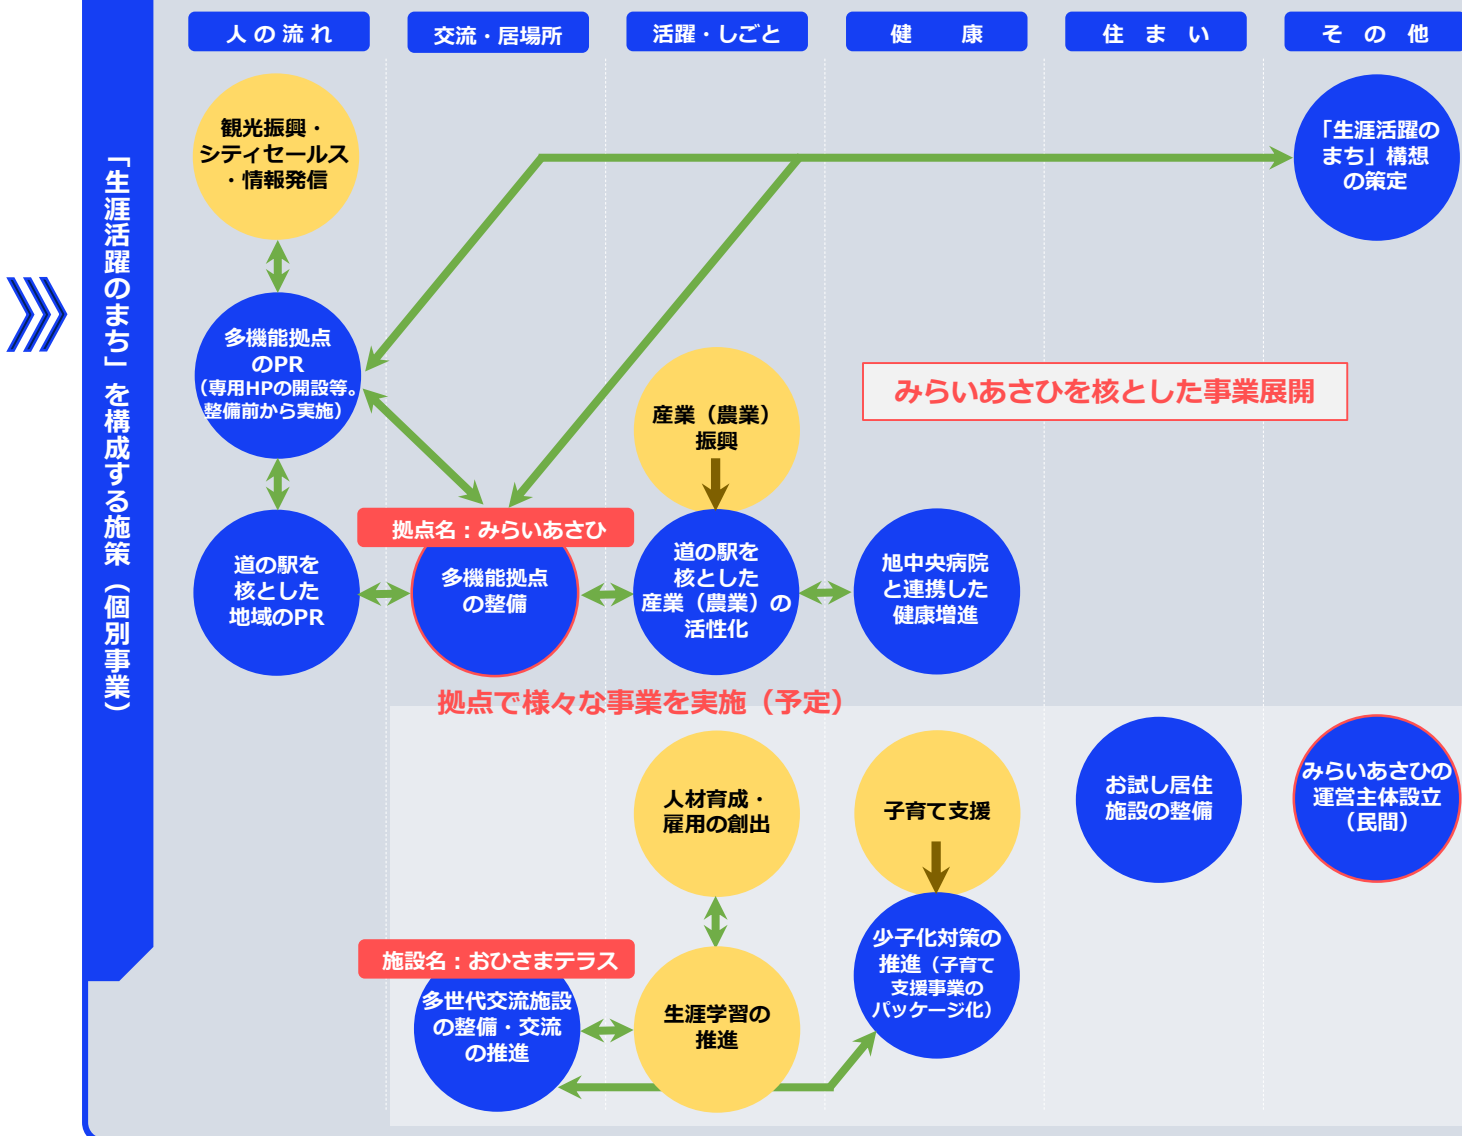 人の流れ
交流・居場所
活躍・しごと
健康
住まい
その他
「生涯活躍のまち」を構成する施策（個別事業）
観光振興・
シティセールス
・情報発信
「生涯活躍の
まち」構想
の策定
多機能拠点
のPR
（専用HPの開設等。
整備前から実施）
産業（農業）
振興
みらいあさひを核とした事業展開
拠点名：みらいあさひ
道の駅を
核とした
地域のPR
多機能拠点
の整備
道の駅を
核とした
産業（農業）の
活性化
旭中央病院
と連携した
健康増進
拠点で様々な事業を実施（予定）
人材育成・
雇用の創出
子育て支援
お試し居住
施設の整備
みらいあさひの
運営主体設立
（民間）
施設名：おひさまテラス
多世代交流施設
の整備・交流
の推進
生涯学習の
推進
少子化対策の
推進（子育て
支援事業の
パッケージ化）